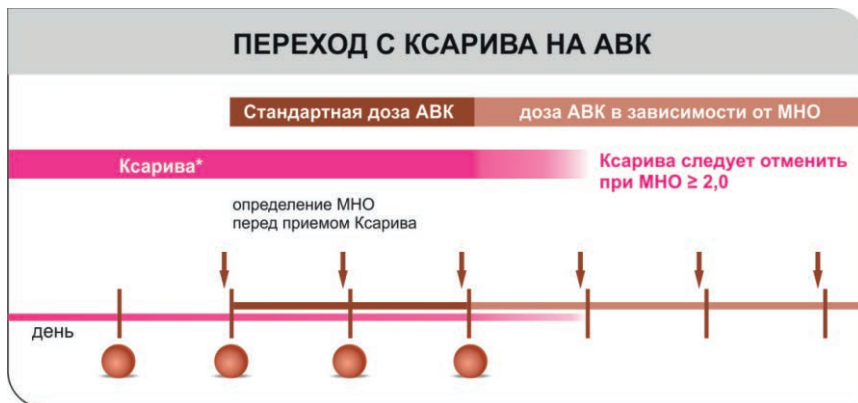 ПЕРЕХОД С КСАРИВА НА АВК
Стандартная доза АВК
доза АВК в зависимости от МНО
Ксарива*
Ксарива следует отменить
при МНО ≥ 2,0
определение МНО
перед приемом Ксарива
день